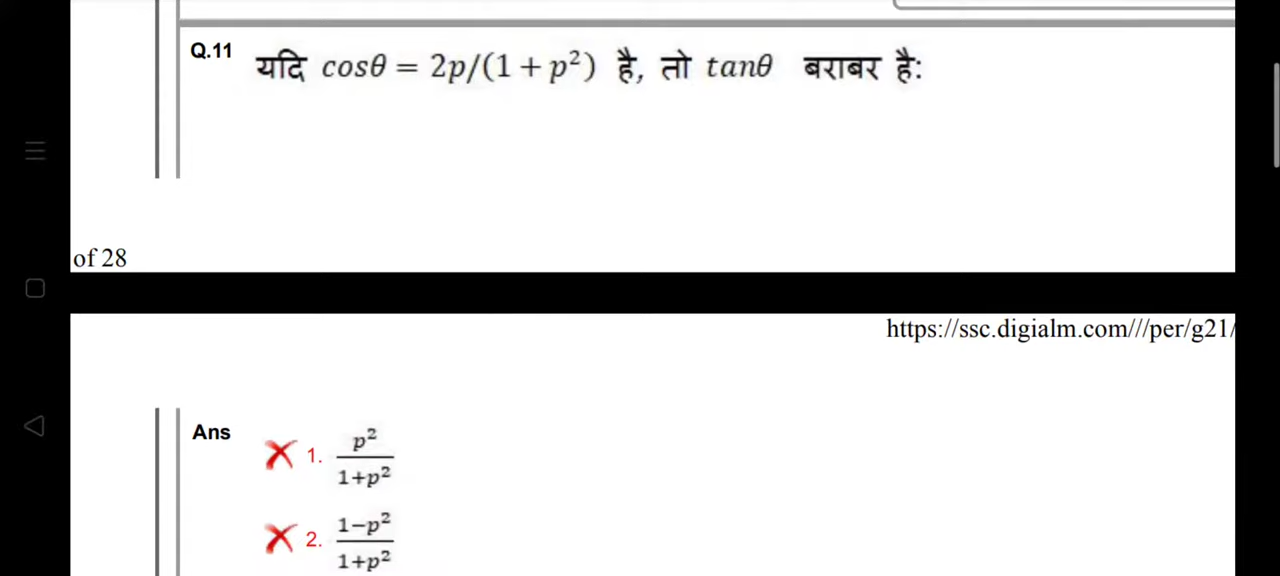 Q.11 यदि cosθ = 2p/(1 + p²) है, तो tanθ बराबर है:
of 28
https://ssc.digialm.com///per/g21/
Ans
1. p²/1+p²
2. 1−p²/1+p²